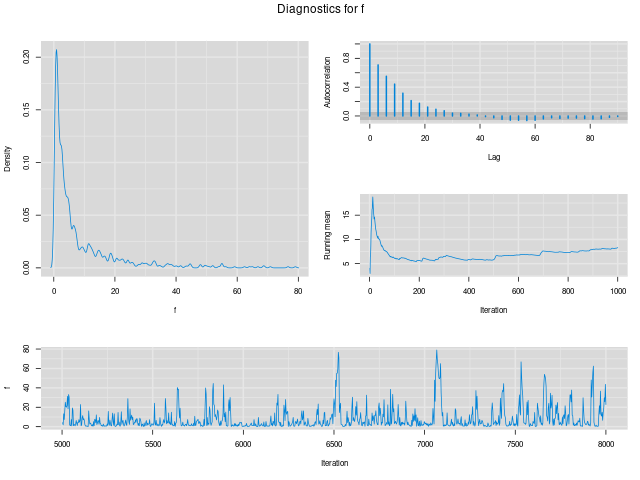 Diagnostics for f
Density
0.00 0.05 0.10 0.15 0.20
0 20 40 60 80
f
Autocorrelation
0.0 0.4 0.8
0 20 40 60 80
Lag
Running mean
5 10 15
0 200 400 600 800 1000
Iteration
f
0 20 40 60 80
5000 5500 6000 6500 7000 7500 8000
Iteration